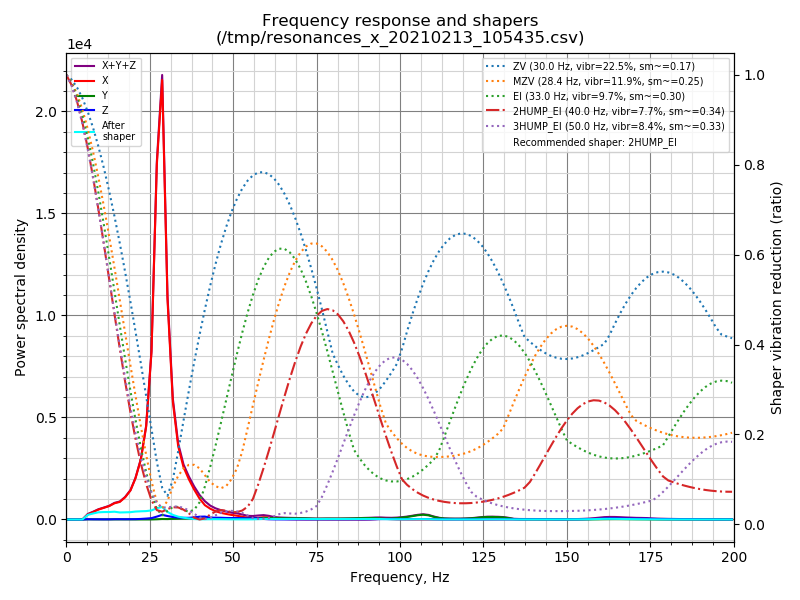 Frequency response and shapers
(/tmp/resonances_x_20210213_105435.csv)
1e4
X+Y+Z
X
Y
Z
After
shaper
ZV (30.0 Hz, vibr=22.5%, sm~=0.17)
MZV (28.4 Hz, vibr=11.9%, sm~=0.25)
EI (33.0 Hz, vibr=9.7%, sm~=0.30)
2HUMP_EI (40.0 Hz, vibr=7.7%, sm~=0.34)
3HUMP_EI (50.0 Hz, vibr=8.4%, sm~=0.33)
Recommended shaper: 2HUMP_EI
Power spectral density
2.0
1.5
1.0
0.5
0.0
1.0
0.8
0.6
0.4
0.2
0.0
Shaper vibration reduction (ratio)
0 25 50 75 100 125 150 175 200
Frequency, Hz